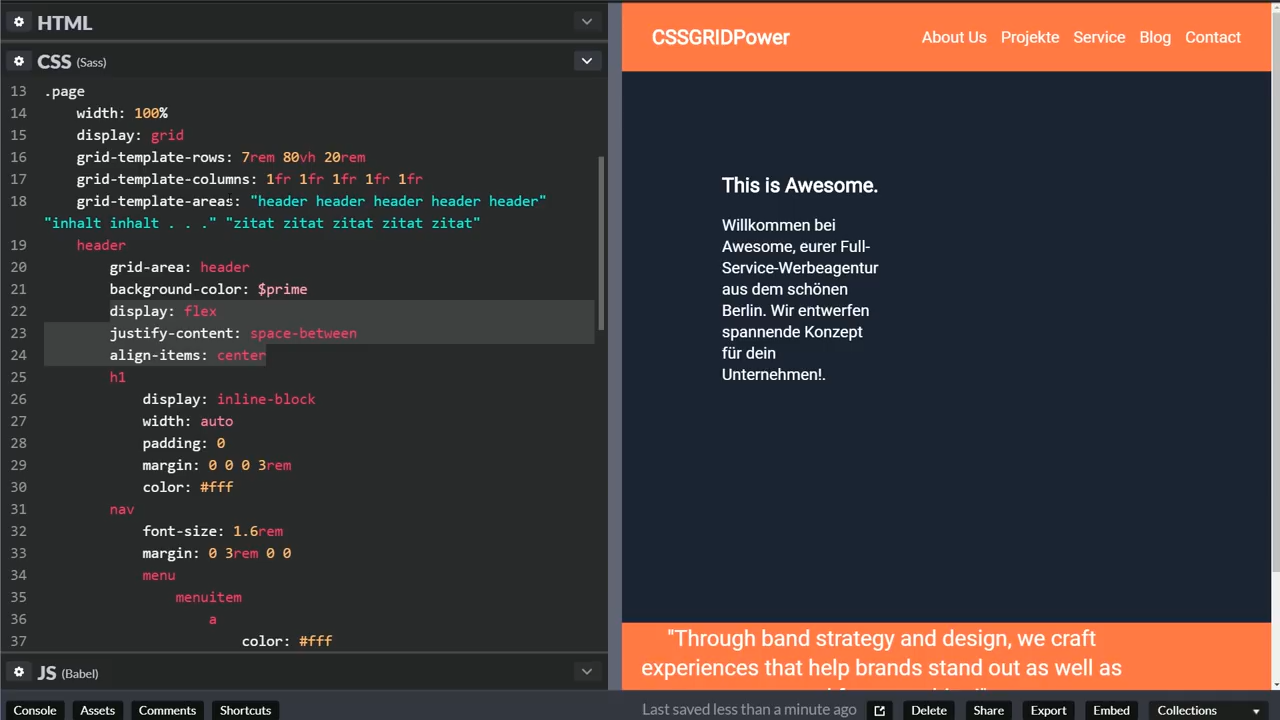 HTML
CSS (Sass)
13 .page
14 width: 100%
15 display: grid
16 grid-template-rows: 7rem 80vh 20rem
17 grid-template-columns: 1fr 1fr 1fr 1fr 1fr
18 grid-template-areas: "header header header header header"
"inhalt inhalt . . ." "zitat zitat zitat zitat zitat"
19 header
20 grid-area: header
21 background-color: $prime
22 display: flex
23 justify-content: space-between
24 align-items: center
25 h1
26 display: inline-block
27 width: auto
28 padding: 0
29 margin: 0 0 0 3rem
30 color: #fff
31 nav
32 font-size: 1.6rem
33 margin: 0 3rem 0 0
34 menu
35 menuitem
36 a
37 color: #fff
JS (Babel)
CSSGRIDPower
About Us Projekte Service Blog Contact
This is Awesome.
Willkommen bei
Awesome, eurer Full-
Service-Werbeagentur
aus dem schönen
Berlin. Wir entwerfen
spannende Konzept
für dein
Unternehmen!.
"Through band strategy and design, we craft
experiences that help brands stand out as well as
Console Assets Comments Shortcuts
Last saved less than a minute ago Delete Share Export Embed Collections